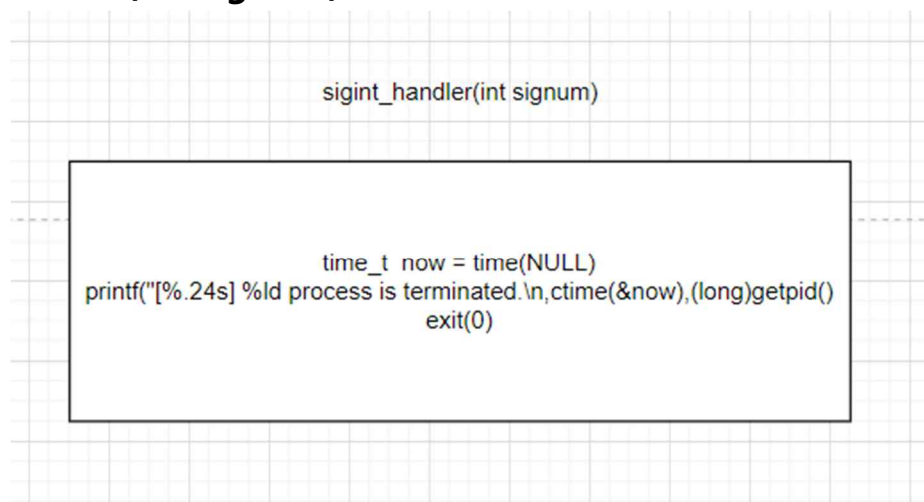 sigint_handler(int signum)
time_t now = time(NULL)
printf("[%.24s] %ld process is terminated.\n,ctime(&now),(long)getpid()
exit(0)